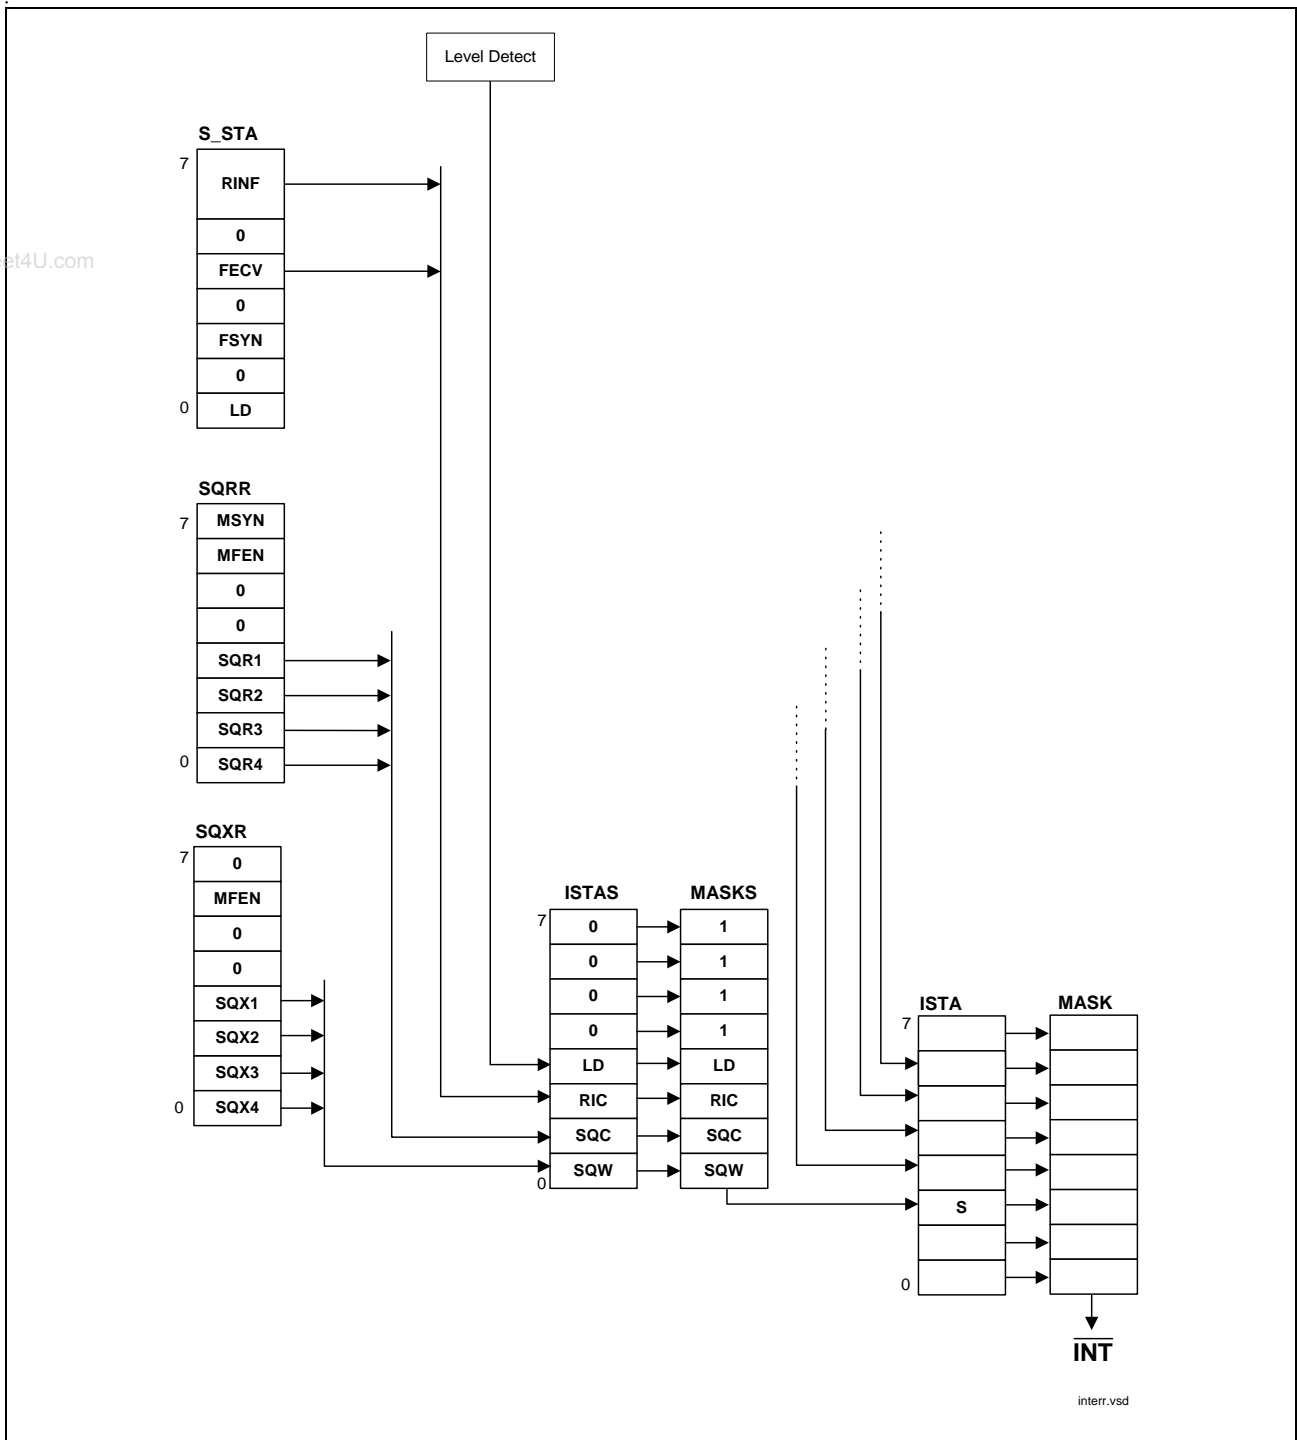 Level Detect
S_STA
7
RINF
0
FECV
0
FSYN
0
0 LD
et4U.com
SQRR
7 MSYN
MFEN
0
0
SQR1
SQR2
SQR3
0 SQR4
SQXR
7 0
MFEN
0
0
SQX1
SQX2
SQX3
0 SQX4
ISTAS MASKS
7 0 1
0 1
0 1
0 1
LD LD
RIC RIC
SQC SQC
SQW SQW
0
ISTA MASK
7
S
0
INT
interr.vsd